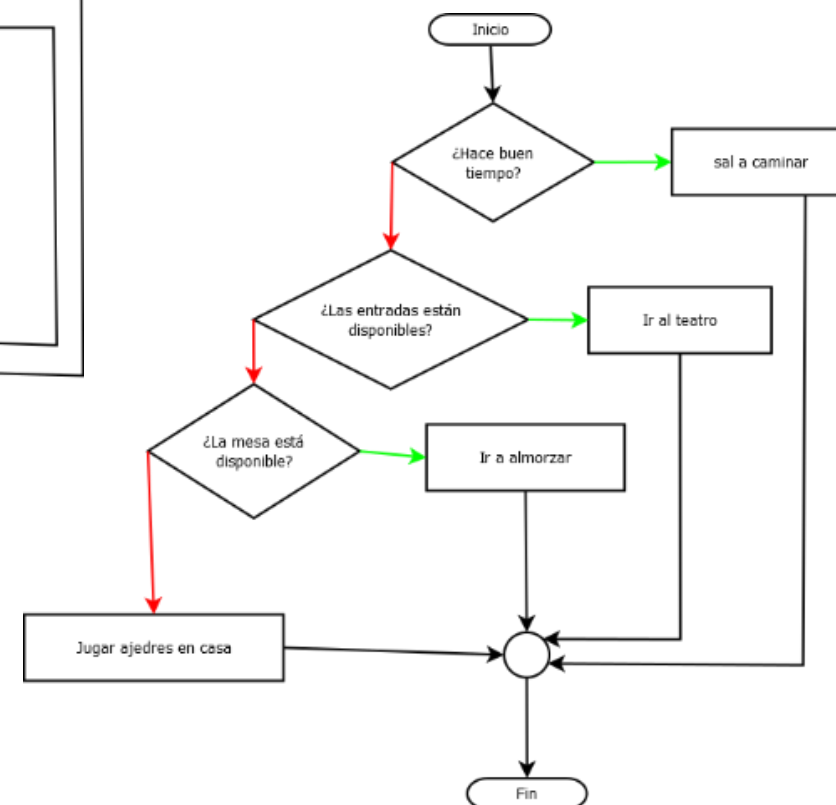 Inicio
¿Hace buen
tiempo?
sal a caminar
¿Las entradas están
disponibles?
Ir al teatro
¿La mesa está
disponible?
Ir a almorzar
Jugar ajedres en casa
Fin